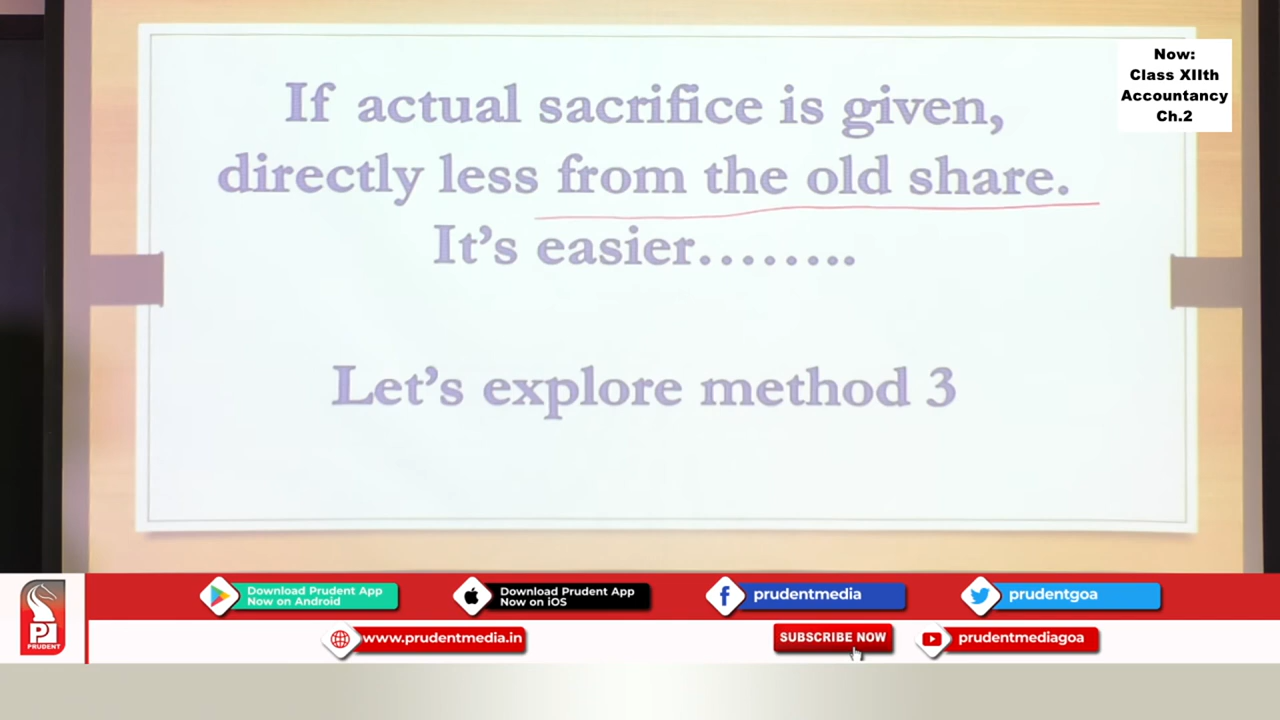 Now:
Class XIIth
Accountancy
Ch.2
If actual sacrifice is given,
directly less from the old share.
It's easier........
Let's explore method 3
Download Prudent App
Now on Android
Download Prudent App
Now on iOS
prudentmedia
prudentgoa
PRUDENT
www.prudentmedia.in
SUBSCRIBE NOW
prudentmediagoa